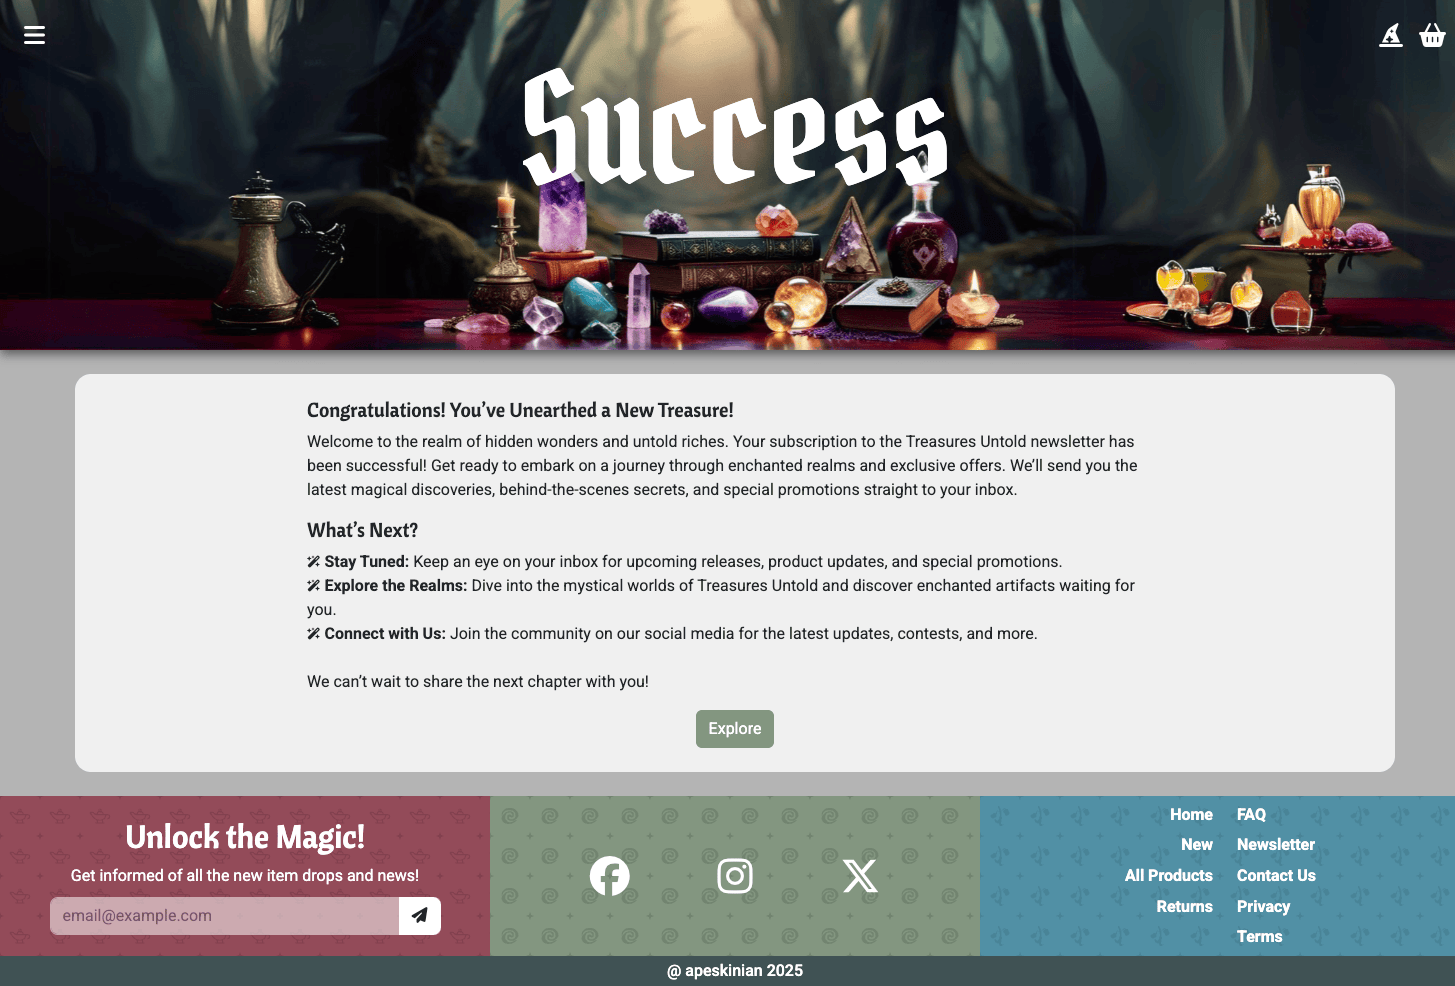 Success
Congratulations! You’ve Unearthed a New Treasure!
Welcome to the realm of hidden wonders and untold riches. Your subscription to the Treasures Untold newsletter has
been successful! Get ready to embark on a journey through enchanted realms and exclusive offers. We’ll send you the
latest magical discoveries, behind-the-scenes secrets, and special promotions straight to your inbox.
What’s Next?
Stay Tuned: Keep an eye on your inbox for upcoming releases, product updates, and special promotions.
Explore the Realms: Dive into the mystical worlds of Treasures Untold and discover enchanted artifacts waiting for
you.
Connect with Us: Join the community on our social media for the latest updates, contests, and more.
We can’t wait to share the next chapter with you!
Explore
Unlock the Magic!
Get informed of all the new item drops and news!
email@example.com
Home
New
All Products
Returns
FAQ
Newsletter
Contact Us
Privacy
Terms
@ apeskinian 2025